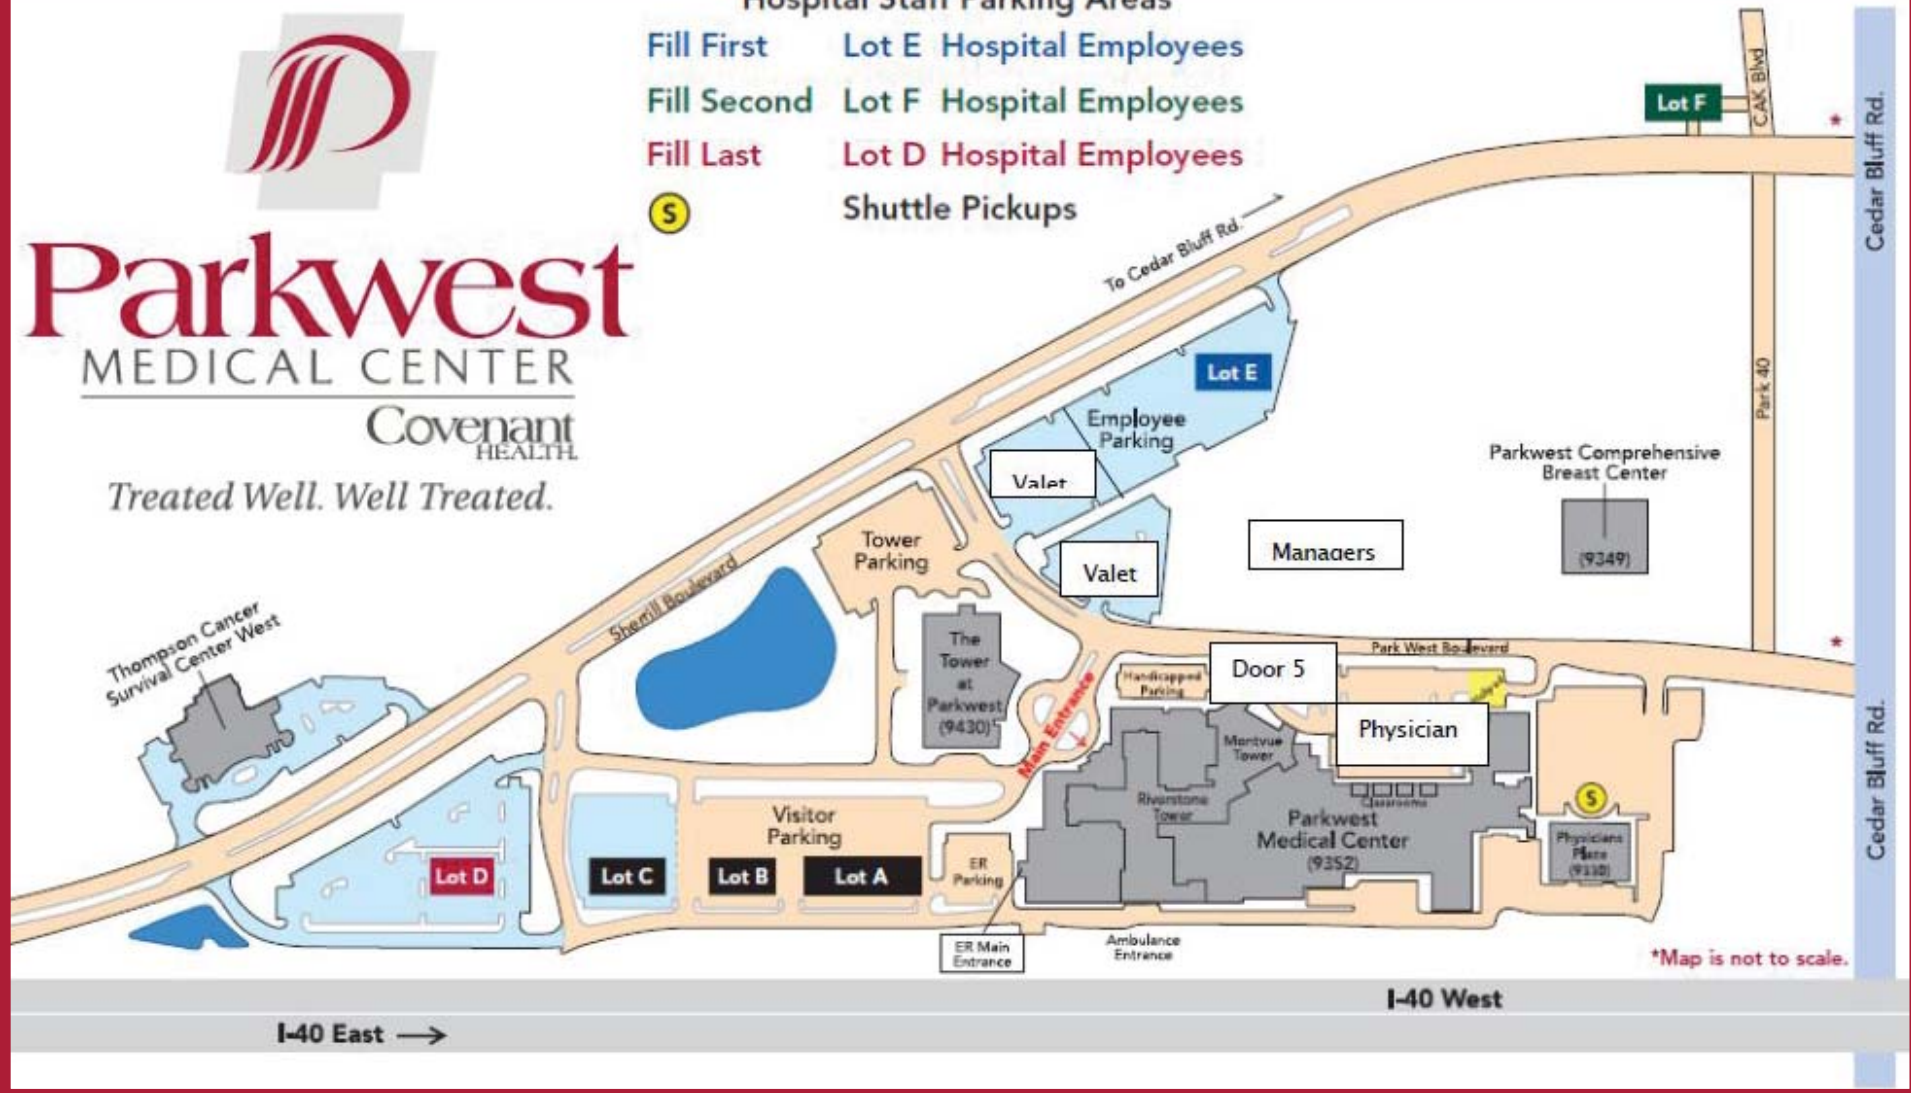 Hospital Staff Parking Areas
Fill First Lot E Hospital Employees
Fill Second Lot F Hospital Employees
Fill Last Lot D Hospital Employees
S Shuttle Pickups
Parkwest
MEDICAL CENTER
Covenant
HEALTH
Treated Well. Well Treated.
Lot F
CAK Blvd
*
Cedar Bluff Rd.
To Cedar Bluff Rd.
Lot E
Employee
Parking
Park 40
Parkwest Comprehensive
Breast Center
(9349)
Valet
Managers
Tower
Parking
Valet
Sherrill Boulevard
Thompson Cancer
Survival Center West
The
Tower
at
Parkwest
(9430)
Park West Boulevard
*
Handicapped
Parking
Door 5
Main Entrance
Physician
Montvue
Tower
Cedar Bluff Rd.
Riverstone
Tower
Classrooms
S
Visitor
Parking
Parkwest
Medical Center
(9352)
Physicians
Plaza
ER
Parking
Lot D
Lot C
Lot B
Lot A
ER Main
Entrance
Ambulance
Entrance
*Map is not to scale.
I-40 West
I-40 East